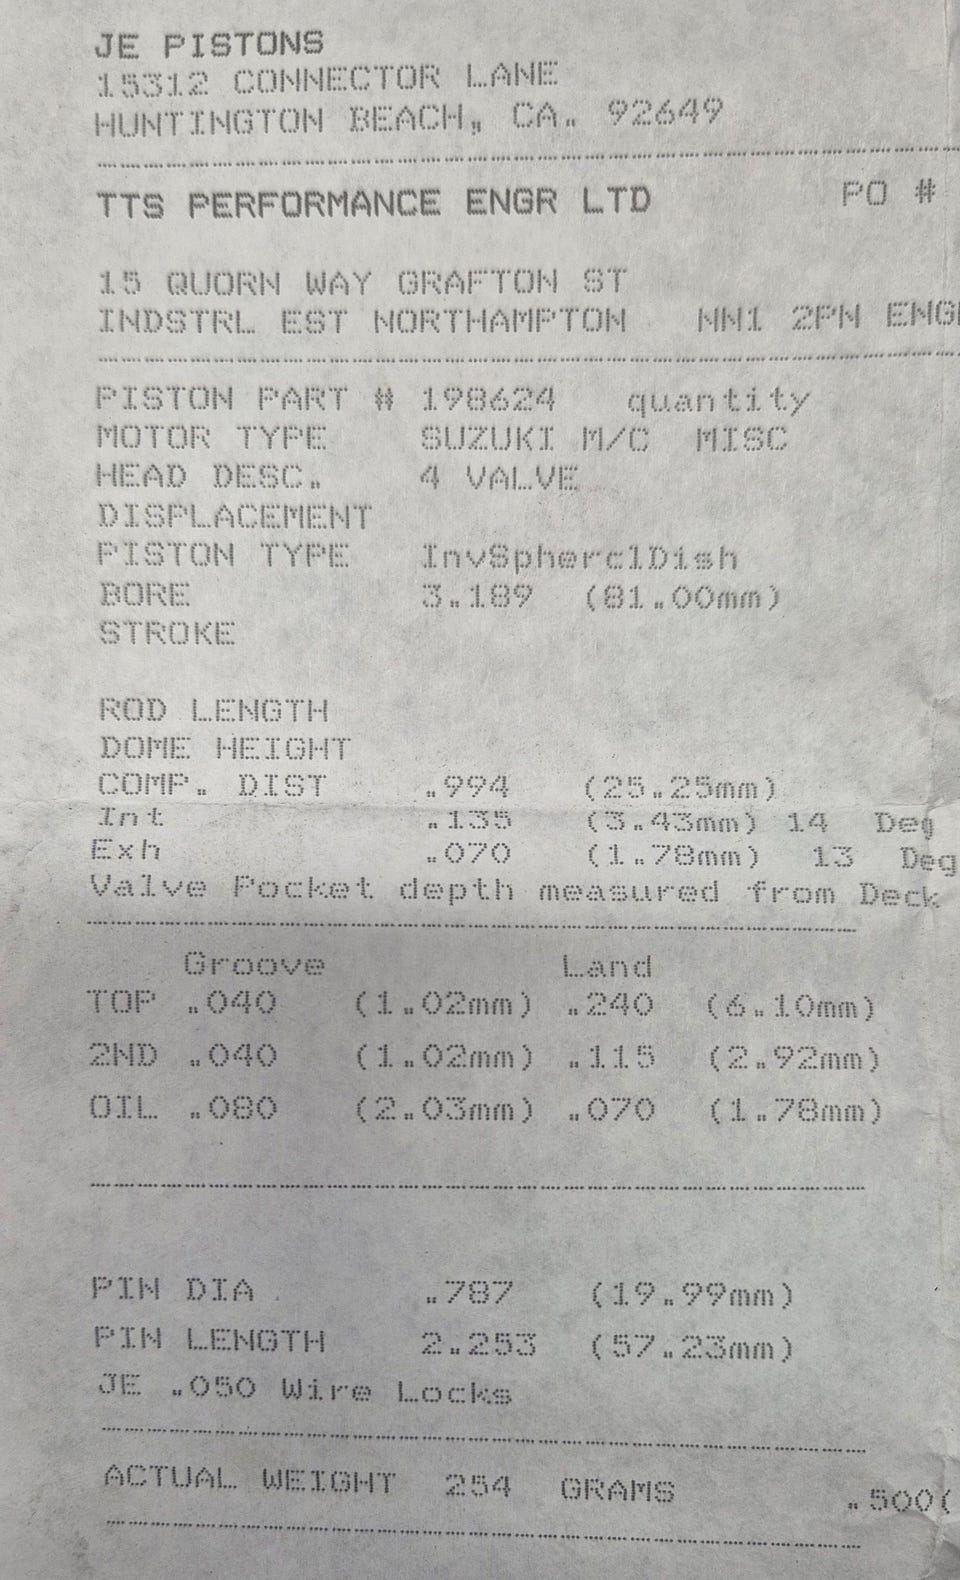 JE PISTONS
15312 CONNECTOR LANE
HUNTINGTON BEACH, CA. 92649
TTS PERFORMANCE ENGR LTD PO #
15 QUORN WAY GRAFTON ST
INDSTRL EST NORTHAMPTON NN1 2PN ENG
PISTON PART # 198624 quantity
MOTOR TYPE SUZUKI M/C MISC
HEAD DESC. 4 VALVE
DISPLACEMENT
PISTON TYPE InvSpherclDish
BORE 3.189 (81.00mm)
STROKE
ROD LENGTH
DOME HEIGHT
COMP. DIST .994 (25.25mm)
Int .135 (3.43mm) 14 Deg
Exh .070 (1.78mm) 13 Deg
Valve Pocket depth measured from Deck
Groove Land
TOP .040 (1.02mm) .240 (6.10mm)
2ND .040 (1.02mm) .115 (2.92mm)
OIL .080 (2.03mm) .070 (1.78mm)
PIN DIA .787 (19.99mm)
PIN LENGTH 2.253 (57.23mm)
JE .050 Wire Locks
ACTUAL WEIGHT 254 GRAMS .500(